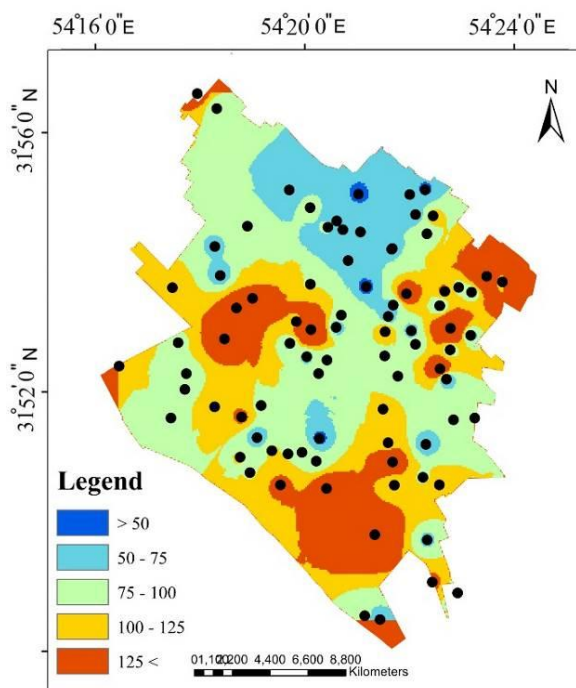 54°16'0"E 54°20'0"E 54°24'0"E
N
31°56'0" N
31°52'0" N
Legend
> 50
50 - 75
75 - 100
100 - 125
125 <
Kilometers